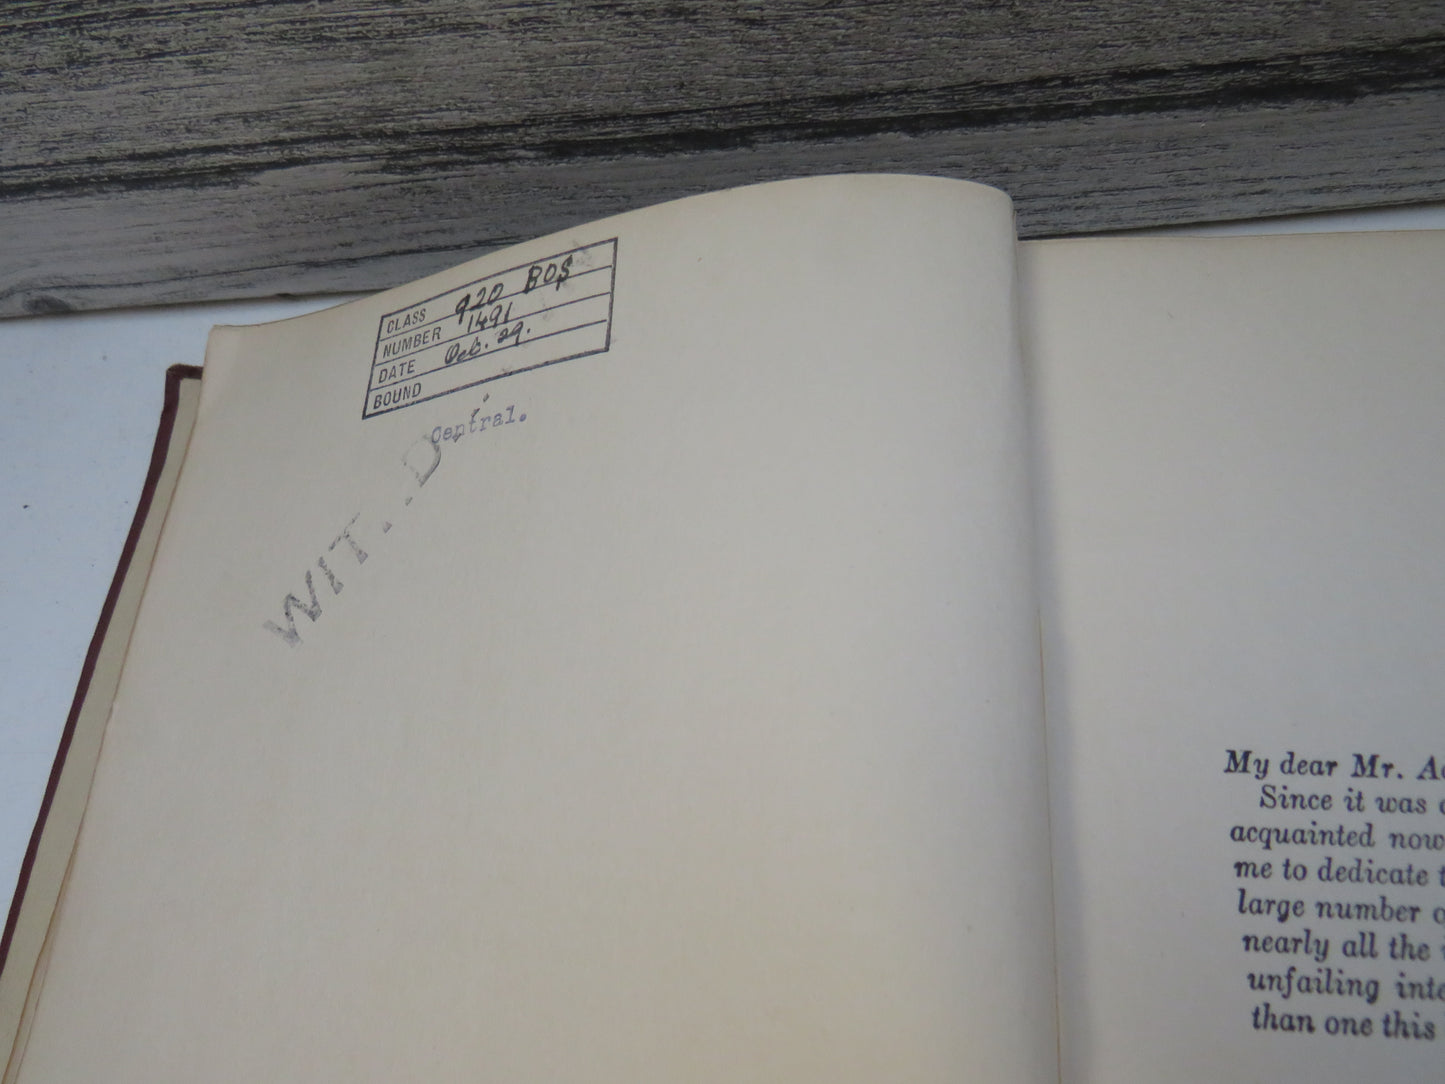 CLASS 920 BOS
NUMBER 1491
DATE Oct. 29.
BOUND
Central.
WIT
My dear Mr.
Since it was
acquainted now
me to dedicate
large number
nearly all the
unfailing
than one this